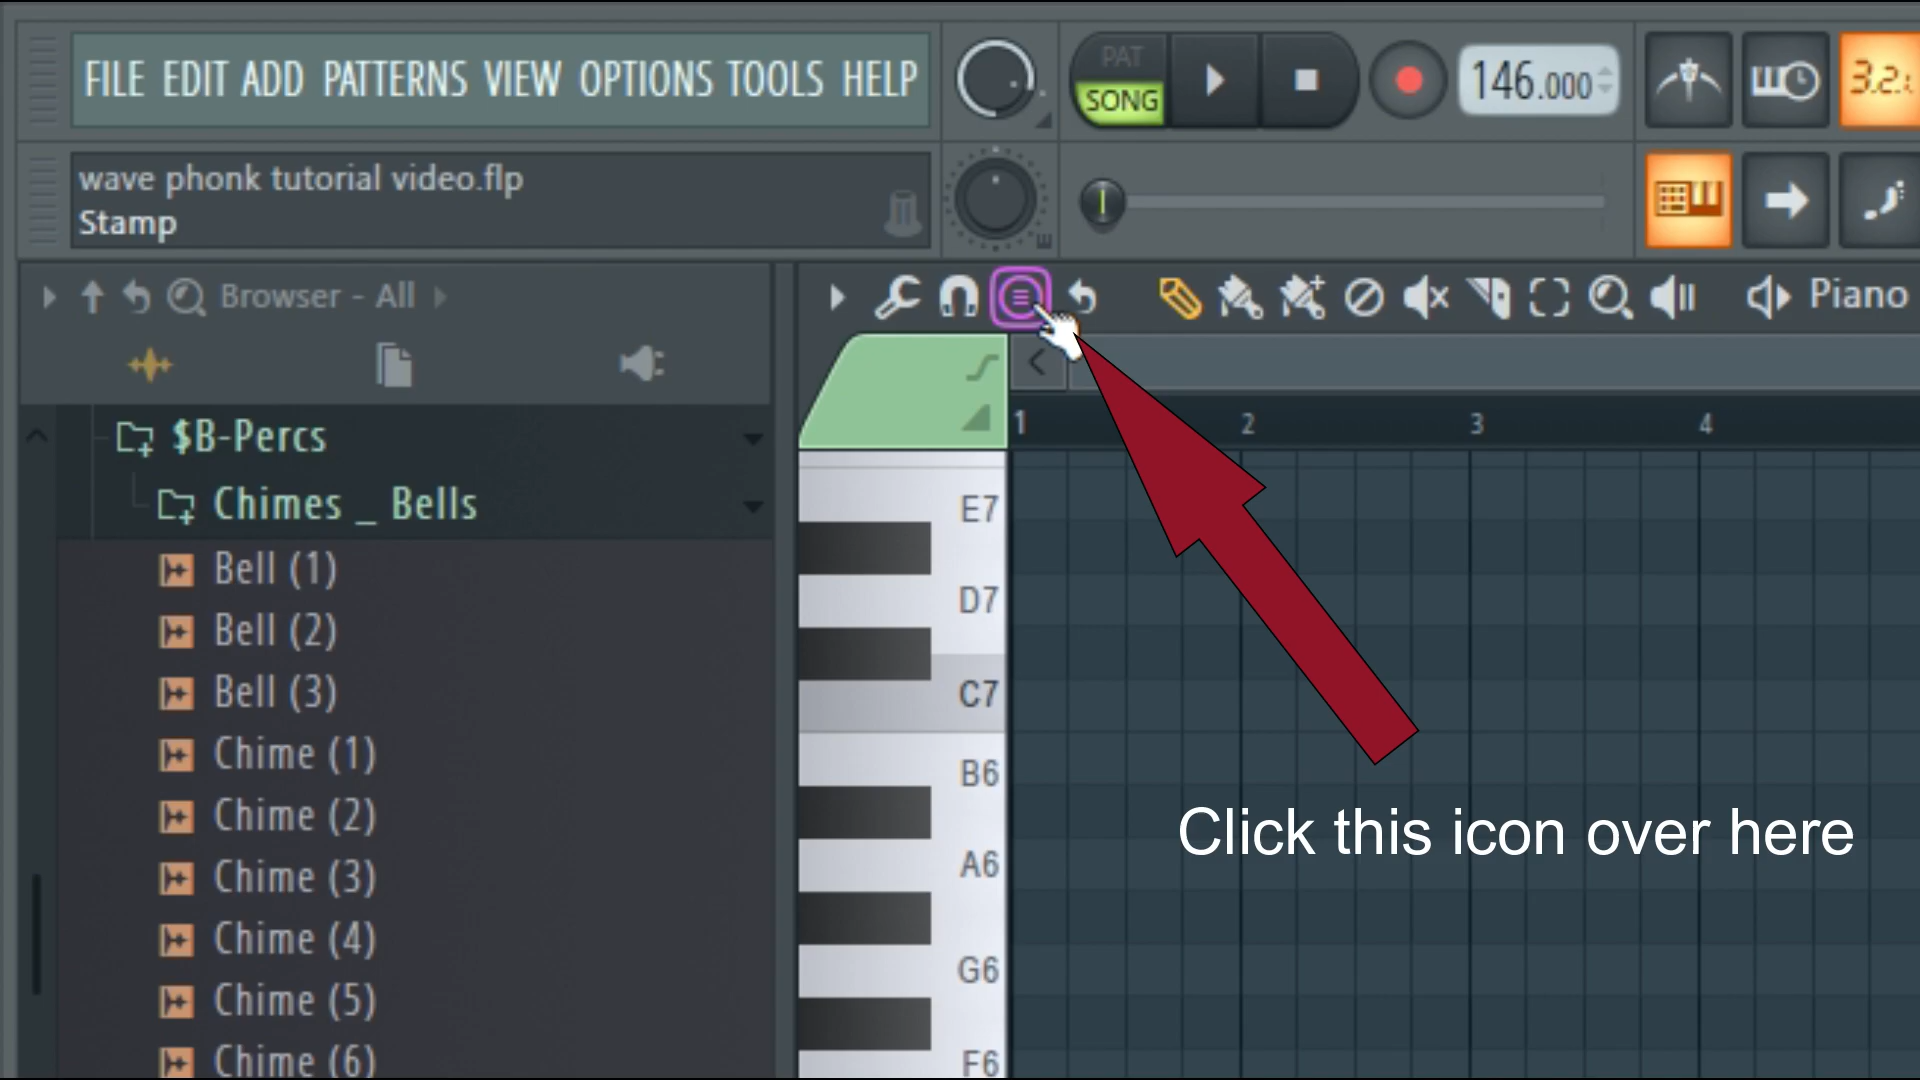 FILE EDIT ADD PATTERNS VIEW OPTIONS TOOLS HELP
PAT
SONG
146.000
wave phonk tutorial video.flp
Stamp
Browser - All
Piano
$B-Percs
Chimes _ Bells
Bell (1)
Bell (2)
Bell (3)
Chime (1)
Chime (2)
Chime (3)
Chime (4)
Chime (5)
Chime (6)
1 2 3 4
E7
D7
C7
B6
A6
G6
F6
Click this icon over here